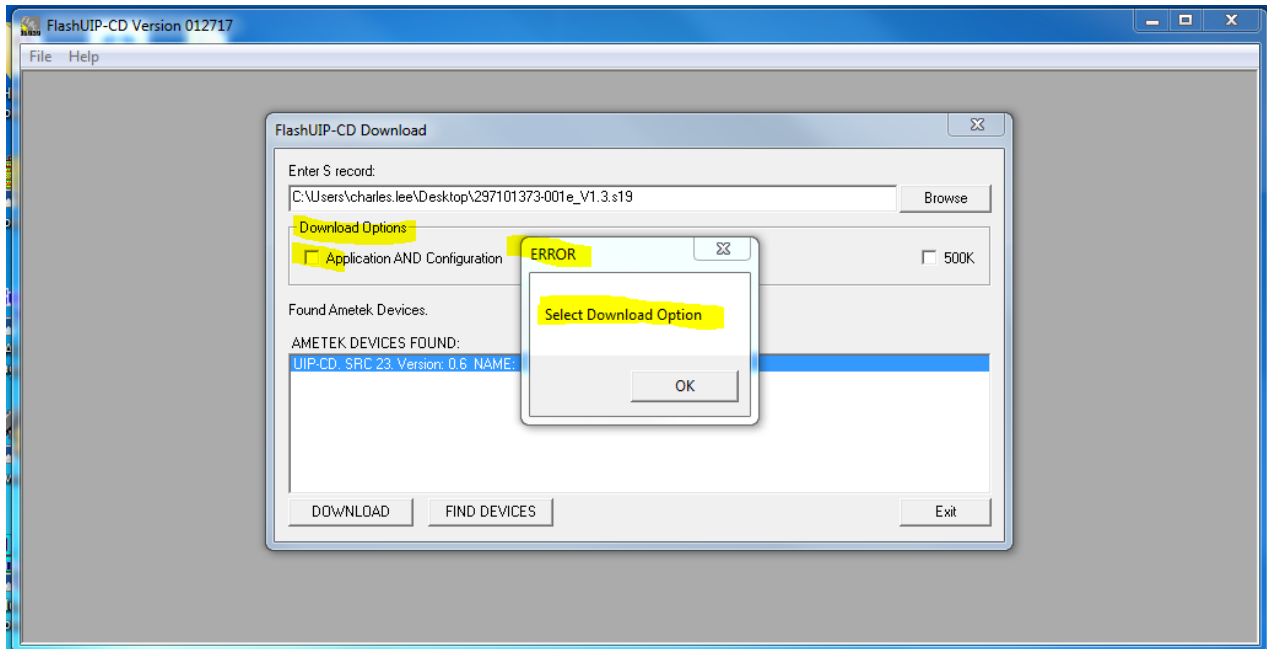 FlashUIP-CD Version 012717
File Help
FlashUIP-CD Download
Enter S record:
C:\Users\charles.lee\Desktop\297101373-001e_V1.3.s19
Browse
Download Options
Application AND Configuration
500K
ERROR
Select Download Option
OK
Found Ametek Devices.
AMETEK DEVICES FOUND:
UIP-CD. SRC 23. Version: 0.6 NAME:
DOWNLOAD
FIND DEVICES
Exit